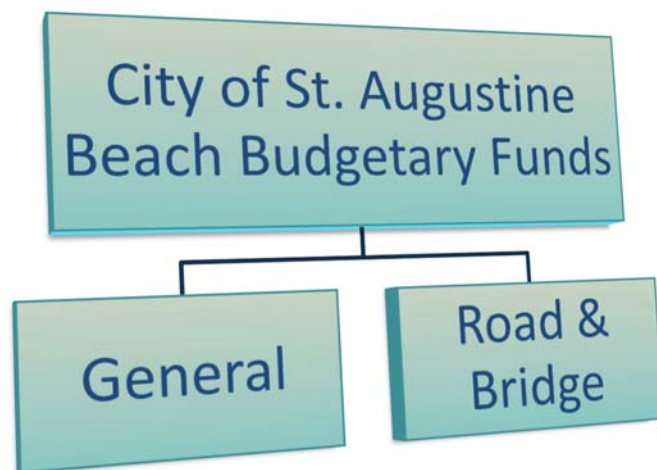 City of St. Augustine
Beach Budgetary Funds
General
Road &
Bridge